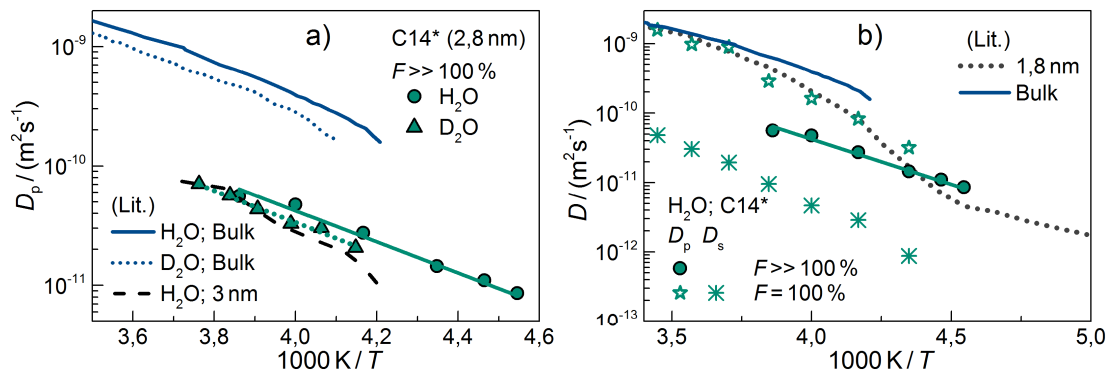 a)
C14* (2,8 nm)
F >> 100 %
H₂O
D₂O
(Lit.)
H₂O; Bulk
D₂O; Bulk
H₂O; 3 nm
Dₚ / (m²s⁻¹)
10⁻⁹
10⁻¹⁰
10⁻¹¹
3,6 3,8 4,0 4,2 4,4 4,6
1000 K / T
b)
(Lit.)
1,8 nm
Bulk
H₂O; C14*
Dₚ Dₛ
F >> 100 %
F = 100 %
D / (m²s⁻¹)
10⁻⁹
10⁻¹⁰
10⁻¹¹
10⁻¹²
10⁻¹³
3,5 4,0 4,5 5,0
1000 K / T